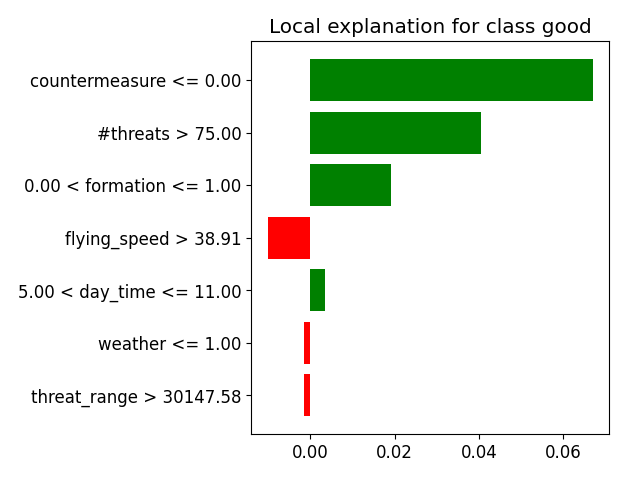 Local explanation for class good
countermeasure <= 0.00
#threats > 75.00
0.00 < formation <= 1.00
flying_speed > 38.91
5.00 < day_time <= 11.00
weather <= 1.00
threat_range > 30147.58
0.00 0.02 0.04 0.06